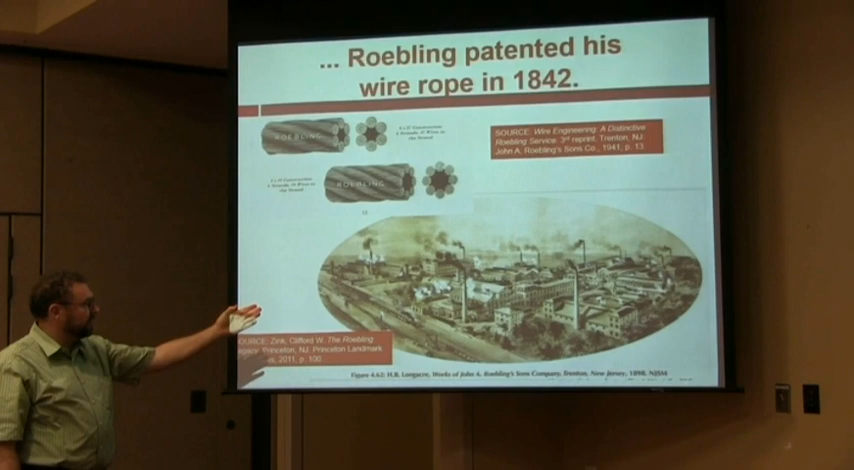 ... Roebling patented his
wire rope in 1842.
ROEBLING
SOURCE: Wire Engineering: A Distinctive
Roebling Service. 3rd reprint. Trenton, NJ:
John A. Roebling's Sons Co., 1941, p. 13.
ROEBLING
OURCE: Zink, Clifford W. The Roebling
egacy. Princeton, NJ: Princeton Landmark
2011, p. 100.
Figure 4.62: H.B. Longacre, Works of John A. Roebling's Sons Company, Trenton, New Jersey, 1898, NJSM